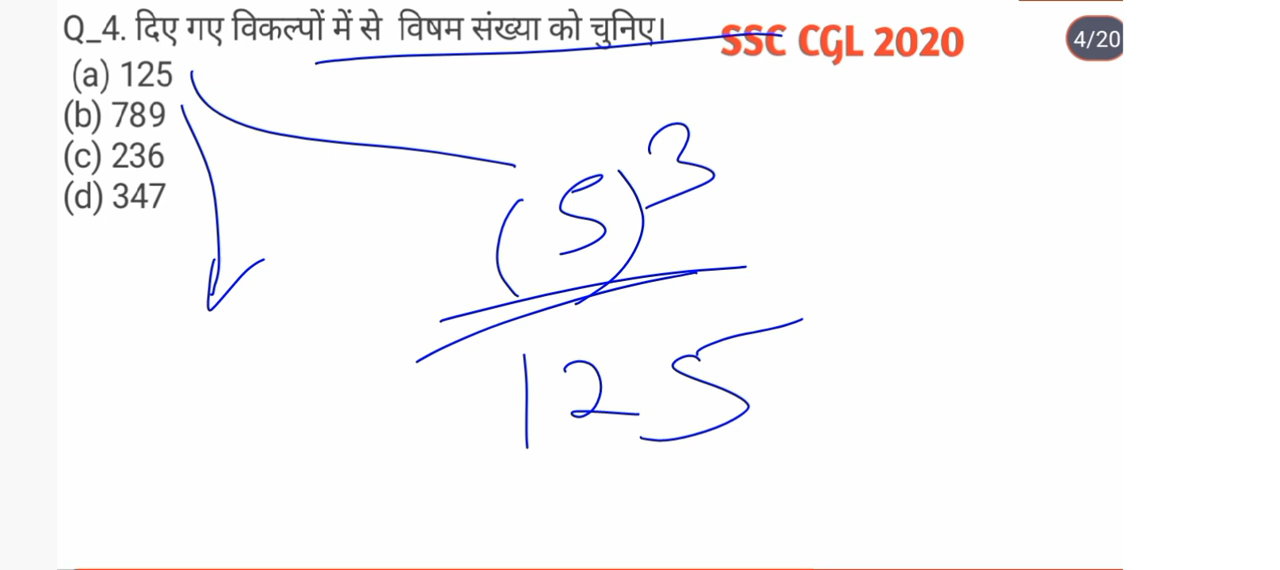 Q_4. दिए गए विकल्पों में से विषम संख्या को चुनिए।
SSC CGL 2020
4/20
(a) 125
(b) 789
(c) 236
(d) 347
(5)³
125